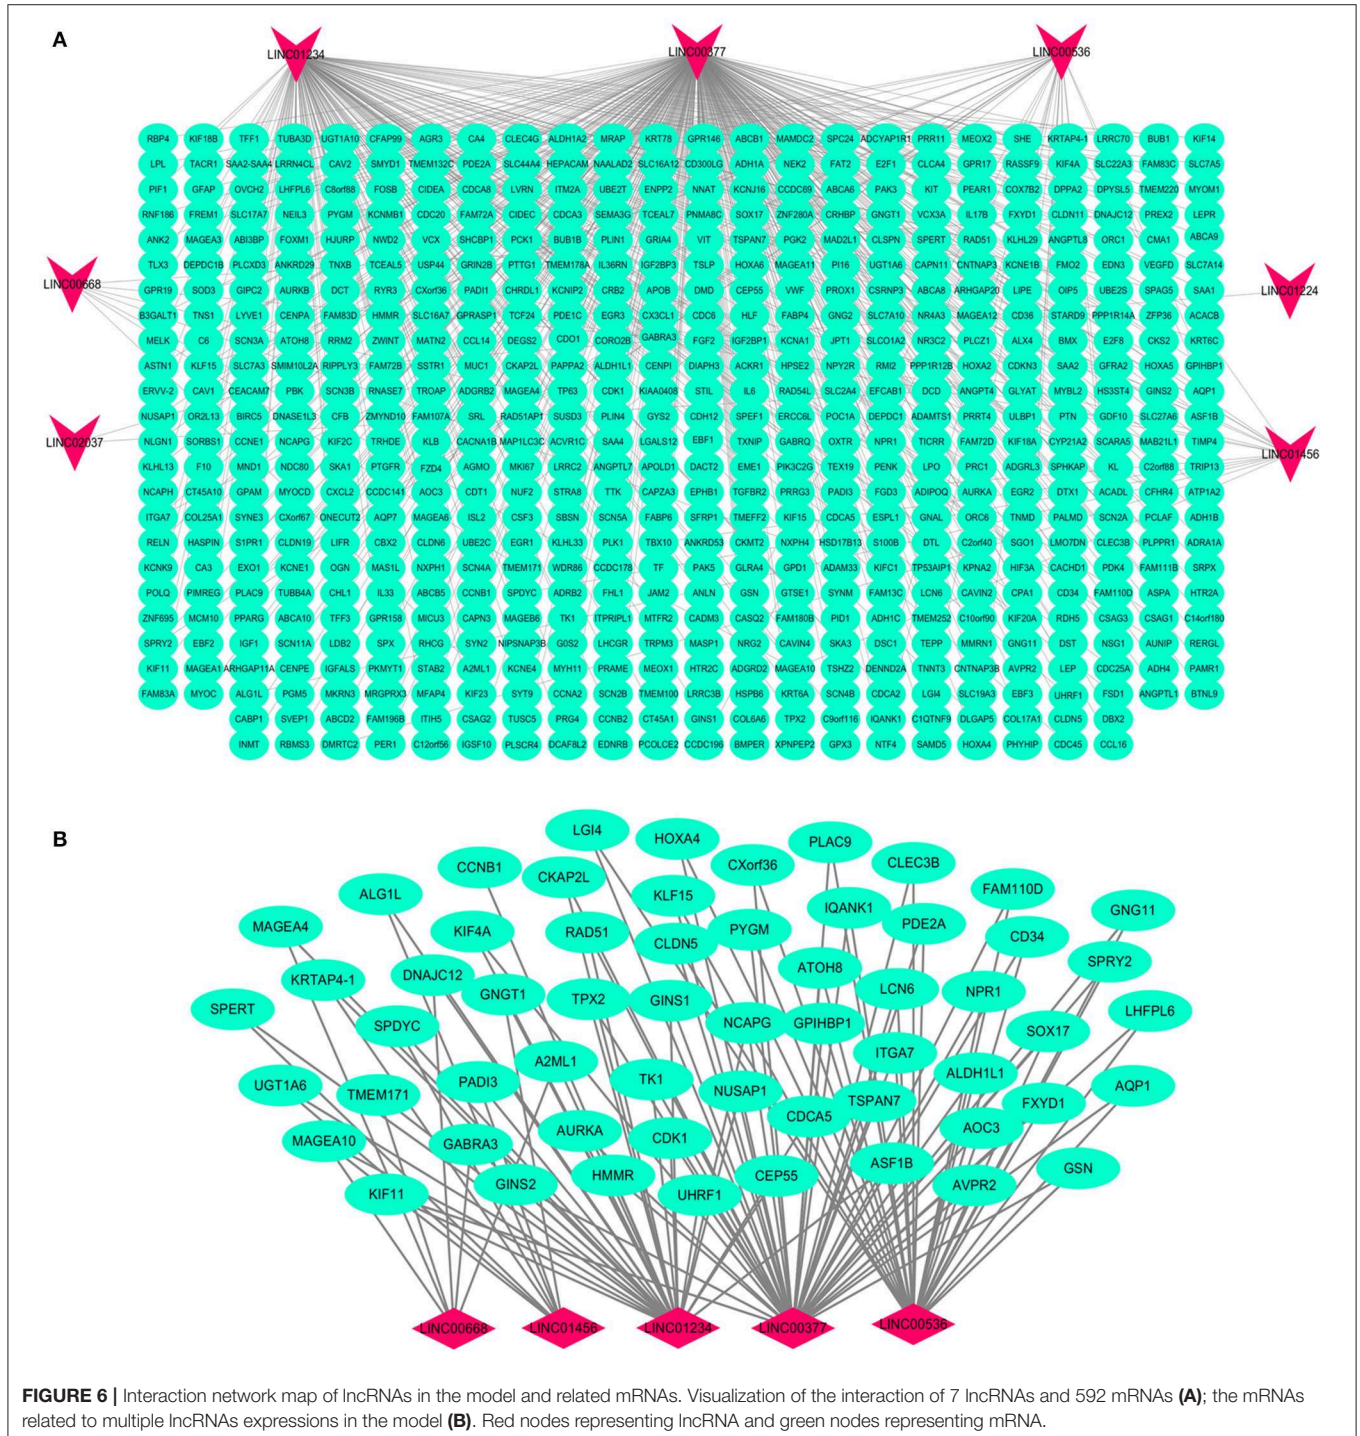 A
LINC01234 LINC00377 LINC00536
RBP4 KIF18B TFF1 TUBA3D UGT1A10 CFAP99 AGR3 CA4 CLEC4G ALDH1A2 MRAP KRT78 GPR146 ABCB1 MAMDC2 SPC24 ADCYAP1R1 PRR11 MEOX2 SHE KRTAP4-1 LRRC70 BUB1 KIF14
LPL TACR1 SAA2-SAA4 LRRN4CL CAV2 SMYD1 TMEM132C PDE2A SLC44A4 HEPACAM NAALAD2 SLC16A12 CD300LG ADH1A NEK2 FAT2 E2F1 CLCA4 GPR17 RASSF9 KIF4A SLC22A3 FAM83C SLC7A5
PIF1 GFAP OVCH2 LHFPL6 C8orf88 FOSB CIDEA CDCA8 LVRN ITM2A UBE2T ENPP2 NNAT KCNJ16 CCDC69 ABCA6 PAK3 KIT PEAR1 COX7B2 DPPA2 DPYSL5 TMEM220 MYOM1
RNF186 FREM1 SLC17A7 NEIL3 PYGM KCNMB1 CDC20 FAM72A CIDEC CDCA3 SEMA3G TCEAL7 PNMA8C SOX17 ZNF280A CRHBP GNGT1 VCX3A IL17B FXYD1 CLDN11 DNAJC12 PREX2 LEPR
ANK2 MAGEA3 ABI3BP FOXM1 HJURP NWD2 VCX SHCBP1 PCK1 BUB1B PLIN1 GRIA4 VIT TSPAN7 PGK2 MAD2L1 CLSPN SPERT RAD51 KLHL29 ANGPTL8 ORC1 CMA1 ABCA9
TLX3 DEPDC1B PLCXD3 ANKRD29 TNXB TCEAL5 USP44 GRIN2B PTTG1 TMEM178A IL36RN IGF2BP3 TSLP HOXA6 MAGEA11 PI16 UGT1A6 CAPN11 CNTNAP3 KCNE1B FMO2 EDN3 VEGFD SLC7A14
LINC00668 LINC01224
GPR19 SOD3 GIPC2 AURKB DCT RYR3 CXorf36 PADI1 CHRDL1 KCNIP2 CRB2 APOB DMD CEP55 VWF PROX1 CSRNP3 ABCA8 ARHGAP20 LIPE OIP5 UBE2S SPAG5 SAA1
B3GALT1 TNS1 LYVE1 CENPA FAM83D HMMR SLC16A7 GPRASP1 TCF24 PDE1C EGR3 CX3CL1 CDC6 HLF FABP4 GNG2 SLC7A10 NR4A3 MAGEA12 CD36 STARD9 PPP1R14A ZFP36 ACACB
MELK C6 SCN3A ATOH8 RRM2 ZWINT MATN2 CCL14 DEGS2 CDO1 CORO2B GABRA3 FGF2 IGF2BP1 KCNA1 JPT1 SLCO1A2 NR3C2 PLCZ1 ALX4 BMX E2F8 CKS2 KRT6C
ASTN1 KLF15 SLC7A3 SMIM10L2A RIPPLY3 FAM72B SSTR1 MUC1 CKAP2L PAPPA2 ALDH1L1 CENPI DIAPH3 ACKR1 HPSE2 NPY2R RMI2 PPP1R12B HOXA2 CDKN3 SAA2 GFRA2 HOXA5 GPIHBP1
ERVV-2 CAV1 CEACAM7 PBK SCN3B RNASE7 TROAP ADGRB2 MAGEA4 TP63 CDK1 KIAA0408 STIL IL6 RAD54L SLC2A4 EFCAB1 DCD ANGPT4 GLYAT MYBL2 HS3ST4 GINS2 AQP1
NUSAP1 OR2L13 BIRC5 DNASE1L3 CFB ZMYND10 FAM107A SRL RAD51AP1 SUSD3 PLIN4 GYS2 CDH12 SPEF1 ERCC6L POC1A DEPDC1 ADAMTS1 PRRT4 ULBP1 PTN GDF10 SLC27A6 ASF1B
LINC02037 LINC01456
NLGN1 SORBS1 CCNE1 NCAPG KIF2C TRHDE KLB CACNA1B MAP1LC3C ACVR1C SAA4 LGALS12 EBF1 TXNIP GABRQ OXTR NPR1 TICRR FAM72D KIF18A CYP21A2 SCARA5 MAB21L1 TIMP4
KLHL13 F10 MND1 NDC80 SKA1 PTGFR FZD4 AGMO MKI67 LRRC2 ANGPTL7 APOLD1 DACT2 EME1 PIK3C2G TEX19 PENK LPO PRC1 ADGRL3 SPHKAP KL C2orf88 TRIP13
NCAPH CT45A10 GPAM MYOCD CXCL2 CCDC141 AOC3 CDT1 NUF2 STRA8 TTK CAPZA3 EPHB1 TGFBR2 PRRG3 PADI3 FGD3 ADIPOQ AURKA EGR2 DTX1 ACADL CFHR4 ATP1A2
ITGA7 COL25A1 SYNE3 CXorf67 ONECUT2 AQP7 MAGEA6 ISL2 CSF3 SBSN SCN5A FABP6 SFRP1 TMEFF2 KIF15 CDCA5 ESPL1 GNAL ORC6 TNMD PALMD SCN2A PCLAF ADH1B
RELN HASPIN S1PR1 CLDN19 LIFR CBX2 CLDN6 UBE2C EGR1 KLHL33 PLK1 TBX10 ANKRD53 CKMT2 NXPH4 HSD17B13 S100B DTL C2orf40 SGO1 LMO7DN CLEC3B PLPPR1 ADRA1A
KCNK9 CA3 EXO1 KCNE1 OGN MAS1L NXPH1 SCN4A TMEM171 WDR86 CCDC178 TF PAK5 GLRA4 GPD1 ADAM33 KIFC1 TP53AIP1 KPNA2 HIF3A CACHD1 PDK4 FAM111B SRPX
POLQ PIMREG PLAC9 TUBB4A CHL1 IL33 ABCB5 CCNB1 SPDYC ADRB2 FHL1 JAM2 ANLN GSN GTSE1 SYNM FAM13C LCN6 CAVIN2 CPA1 CD34 FAM110D ASPA HTR2A
ZNF695 MCM10 PPARG ABCA10 TFF3 GPR158 MICU3 CAPN3 MAGEB6 TK1 ITPRIPL1 MTFR2 CADM3 CASQ2 FAM180B PID1 ADH1C TMEM252 C10orf90 KIF20A RDH5 CSAG3 CSAG1 C14orf180
SPRY2 EBF2 IGF1 SCN11A LDB2 SPX RHCG SYN2 NIPSNAP3B G0S2 LHCGR TRPM3 MASP1 NRG2 CAVIN4 SKA3 DSC1 TEPP MMRN1 GNG11 DST NSG1 AUNIP RERGL
KIF11 MAGEA1 ARHGAP11A CENPE IGFALS PKMYT1 STAB2 A2ML1 KCNE4 MYH11 PRAME MEOX1 HTR2C ADGRD2 MAGEA10 TSHZ2 DENND2A TNNT3 CNTNAP3B AVPR2 LEP CDC25A ADH4 PAMR1
FAM83A MYOC ALG1L PGM5 MKRN3 MRGPRX3 MFAP4 KIF23 SYT9 CCNA2 SCN2B TMEM100 LRRC3B HSPB6 KRT6A SCN4B CDCA2 LGI4 SLC19A3 EBF3 UHRF1 FSD1 ANGPTL1 BTNL9
CABP1 SVEP1 ABCD2 FAM196B ITIH5 CSAG2 TUSC5 PRG4 CCNB2 CT45A1 GINS1 COL6A6 TPX2 C9orf116 IQANK1 C1QTNF9 DLGAP5 COL17A1 CLDN5 DBX2
INMT RBMS3 DMRTC2 PER1 C12orf56 IGSF10 PLSCR4 DCAF8L2 EDNRB PCOLCE2 CCDC196 BMPER XPNPEP2 GPX3 NTF4 SAMD5 HOXA4 PHYHIP CDC45 CCL16
B
LGI4 HOXA4 PLAC9
CCNB1 CKAP2L CXorf36 CLEC3B
ALG1L KLF15 IQANK1 FAM110D
MAGEA4 KIF4A RAD51 CLDN5 PYGM PDE2A CD34 GNG11
KRTAP4-1 DNAJC12 GNGT1 ATOH8 LCN6 NPR1 SPRY2
SPERT SPDYC TPX2 GINS1 NCAPG GPIHBP1 SOX17 LHFPL6
UGT1A6 TMEM171 PADI3 A2ML1 TK1 NUSAP1 ITGA7 ALDH1L1 AQP1
MAGEA10 GABRA3 AURKA CDK1 CDCA5 TSPAN7 AOC3 FXYD1
KIF11 GINS2 HMMR UHRF1 CEP55 ASF1B AVPR2 GSN
LINC00668 LINC01456 LINC01234 LINC00377 LINC00536
FIGURE 6 | Interaction network map of lncRNAs in the model and related mRNAs. Visualization of the interaction of 7 lncRNAs and 592 mRNAs (A); the mRNAs
related to multiple lncRNAs expressions in the model (B). Red nodes representing lncRNA and green nodes representing mRNA.